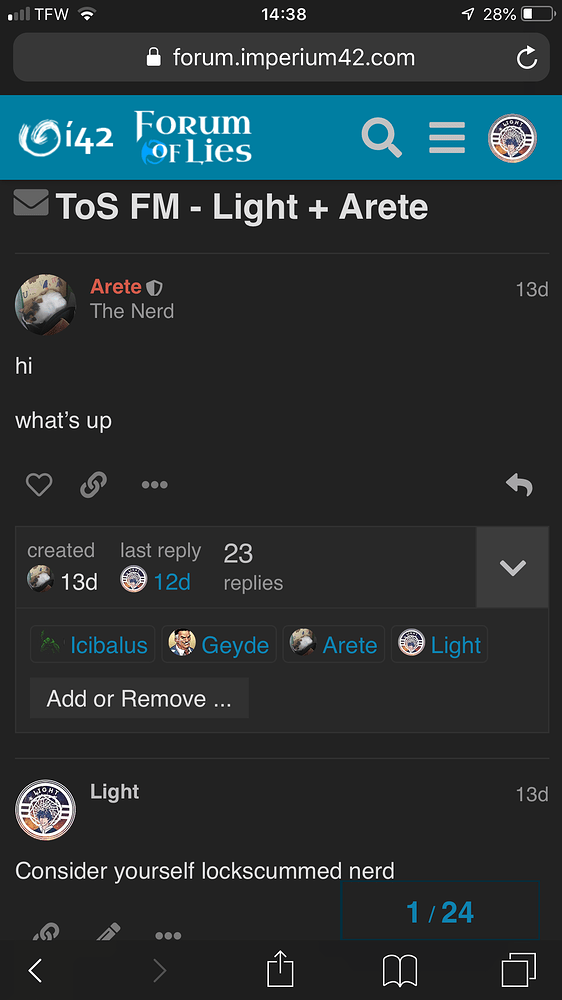 TFW 14:38 28%
forum.imperium42.com
i42 Forum of Lies
LIGHT
ToS FM - Light + Arete
Arete 13d
The Nerd
hi
what’s up
created last reply 23
13d 12d replies
Icibalus Geyde Arete Light
Add or Remove ...
LIGHT
Light 13d
Consider yourself lockscummed nerd
1 / 24